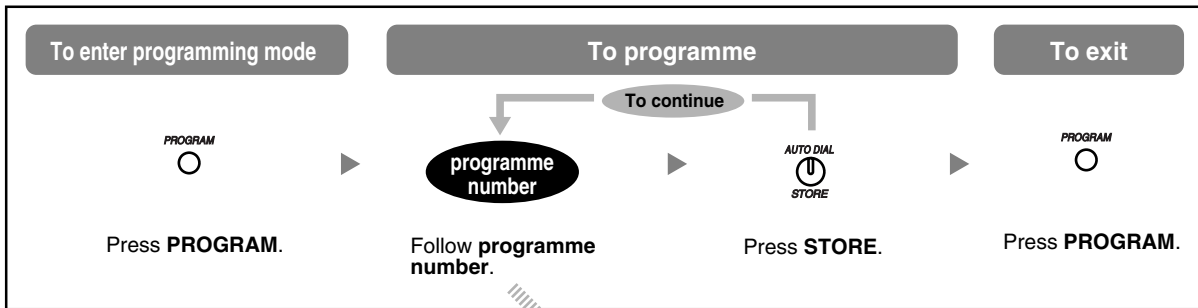 To enter programming mode
To programme
To exit
To continue
PROGRAM
programme
number
AUTO DIAL
STORE
PROGRAM
Press PROGRAM.
Follow programme
number.
Press STORE.
Press PROGRAM.